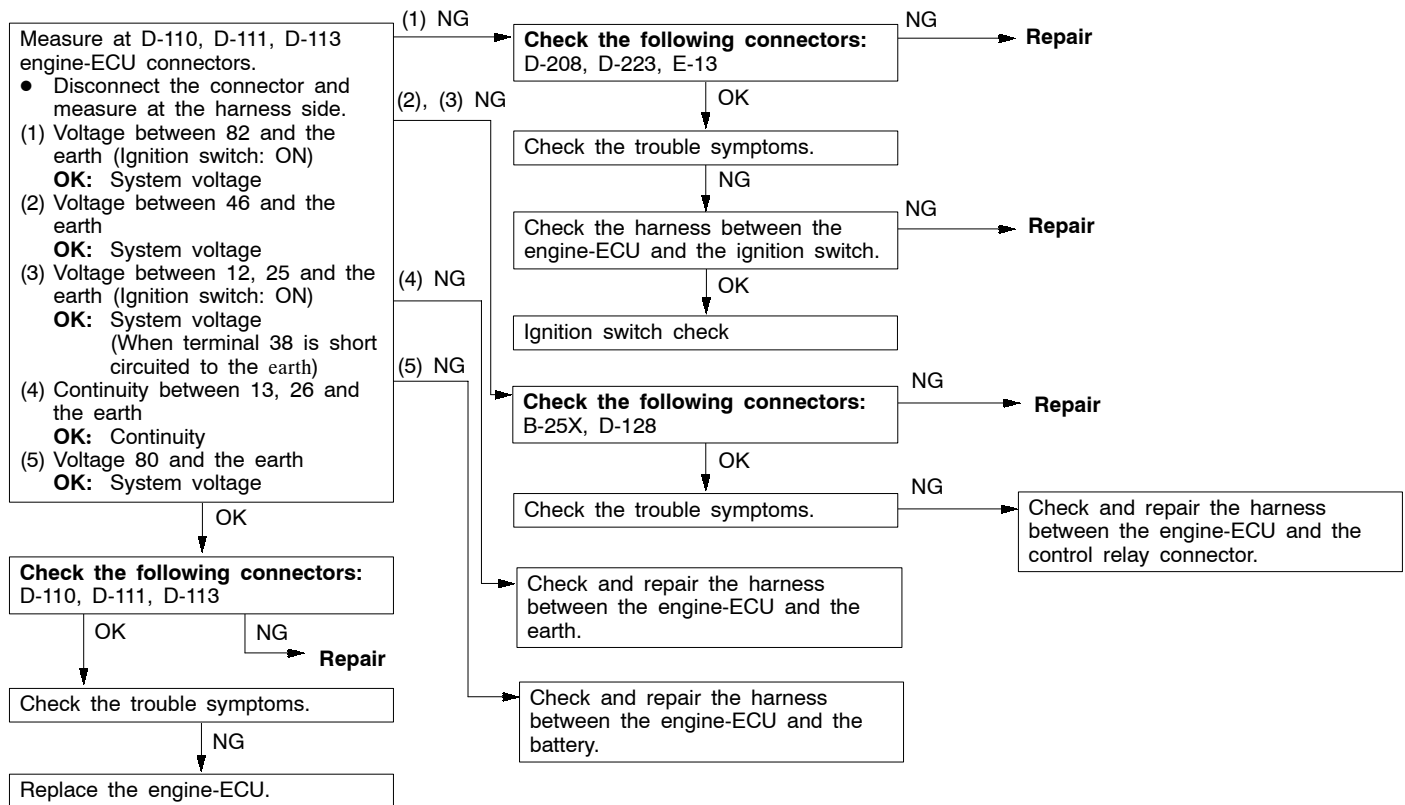 Measure at D-110, D-111, D-113
engine-ECU connectors.
● Disconnect the connector and
measure at the harness side.
(1) Voltage between 82 and the
earth (Ignition switch: ON)
OK: System voltage
(2) Voltage between 46 and the
earth
OK: System voltage
(3) Voltage between 12, 25 and the
earth (Ignition switch: ON)
OK: System voltage
(When terminal 38 is short
circuited to the earth)
(4) Continuity between 13, 26 and
the earth
OK: Continuity
(5) Voltage 80 and the earth
OK: System voltage
OK
Check the following connectors:
D-110, D-111, D-113
OK
NG
Repair
Check the trouble symptoms.
NG
Replace the engine-ECU.
(1) NG
Check the following connectors:
D-208, D-223, E-13
NG
Repair
OK
Check the trouble symptoms.
NG
Check the harness between the
engine-ECU and the ignition switch.
NG
Repair
OK
Ignition switch check
(2), (3) NG
Check the following connectors:
B-25X, D-128
NG
Repair
OK
Check the trouble symptoms.
NG
Check and repair the harness
between the engine-ECU and the
control relay connector.
(4) NG
Check and repair the harness
between the engine-ECU and the
earth.
(5) NG
Check and repair the harness
between the engine-ECU and the
battery.